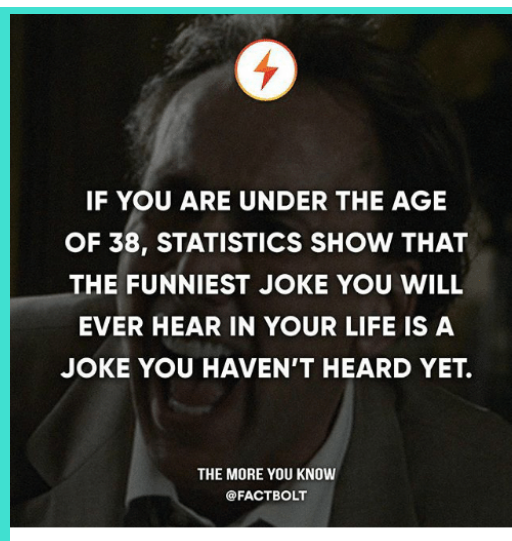 IF YOU ARE UNDER THE AGE
OF 38, STATISTICS SHOW THAT
THE FUNNIEST JOKE YOU WILL
EVER HEAR IN YOUR LIFE IS A
JOKE YOU HAVEN'T HEARD YET.
THE MORE YOU KNOW
@FACTBOLT